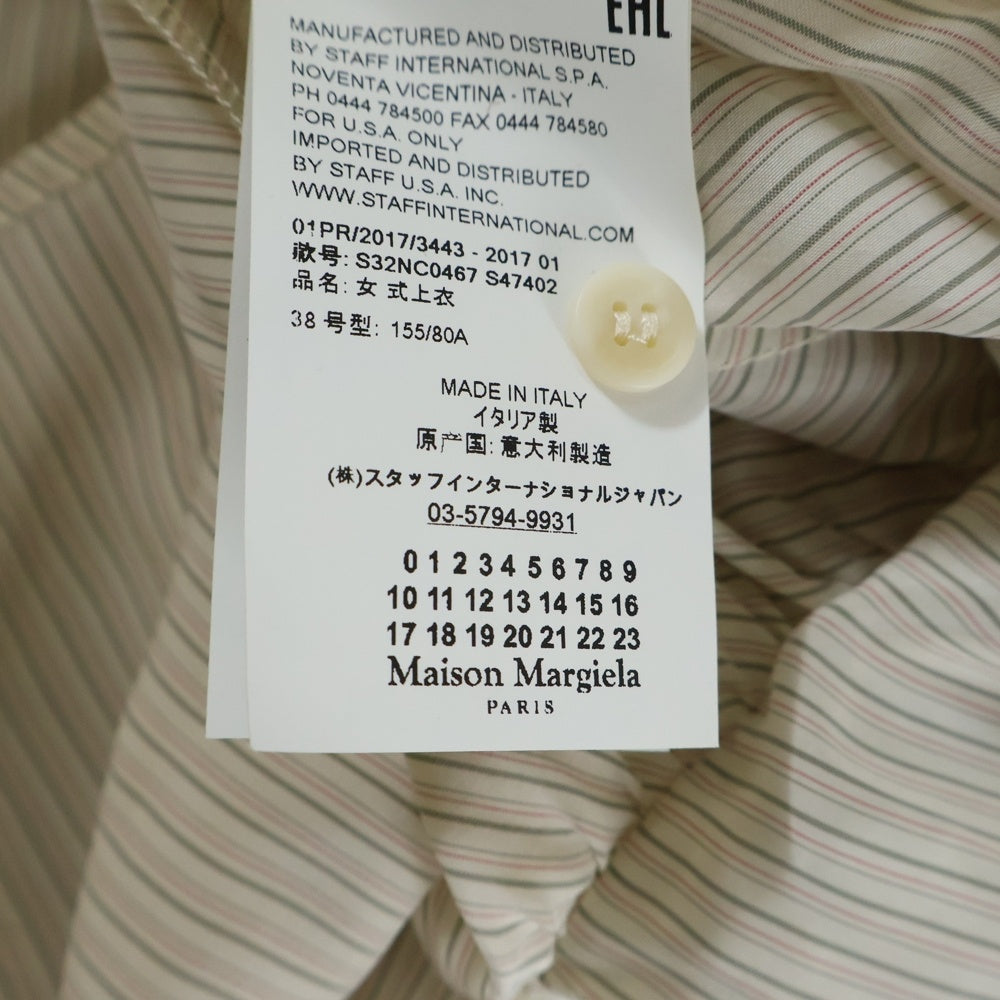 EAC
MANUFACTURED AND DISTRIBUTED
BY STAFF INTERNATIONAL S.P.A.
NOVENTA VICENTINA - ITALY
PH 0444 784500 FAX 0444 784580
FOR U.S.A. ONLY
IMPORTED AND DISTRIBUTED
BY STAFF U.S.A. INC.
WWW.STAFFINTERNATIONAL.COM
01PR/2017/3443 - 2017 01
款号: S32NC0467 S47402
品名: 女 式上衣
38 号型: 155/80A
MADE IN ITALY
イタリア製
原产国: 意大利製造
(株)スタッフインターナショナルジャパン
03-5794-9931
0 1 2 3 4 5 6 7 8 9
10 11 12 13 14 15 16
17 18 19 20 21 22 23
Maison Margiela
PARIS